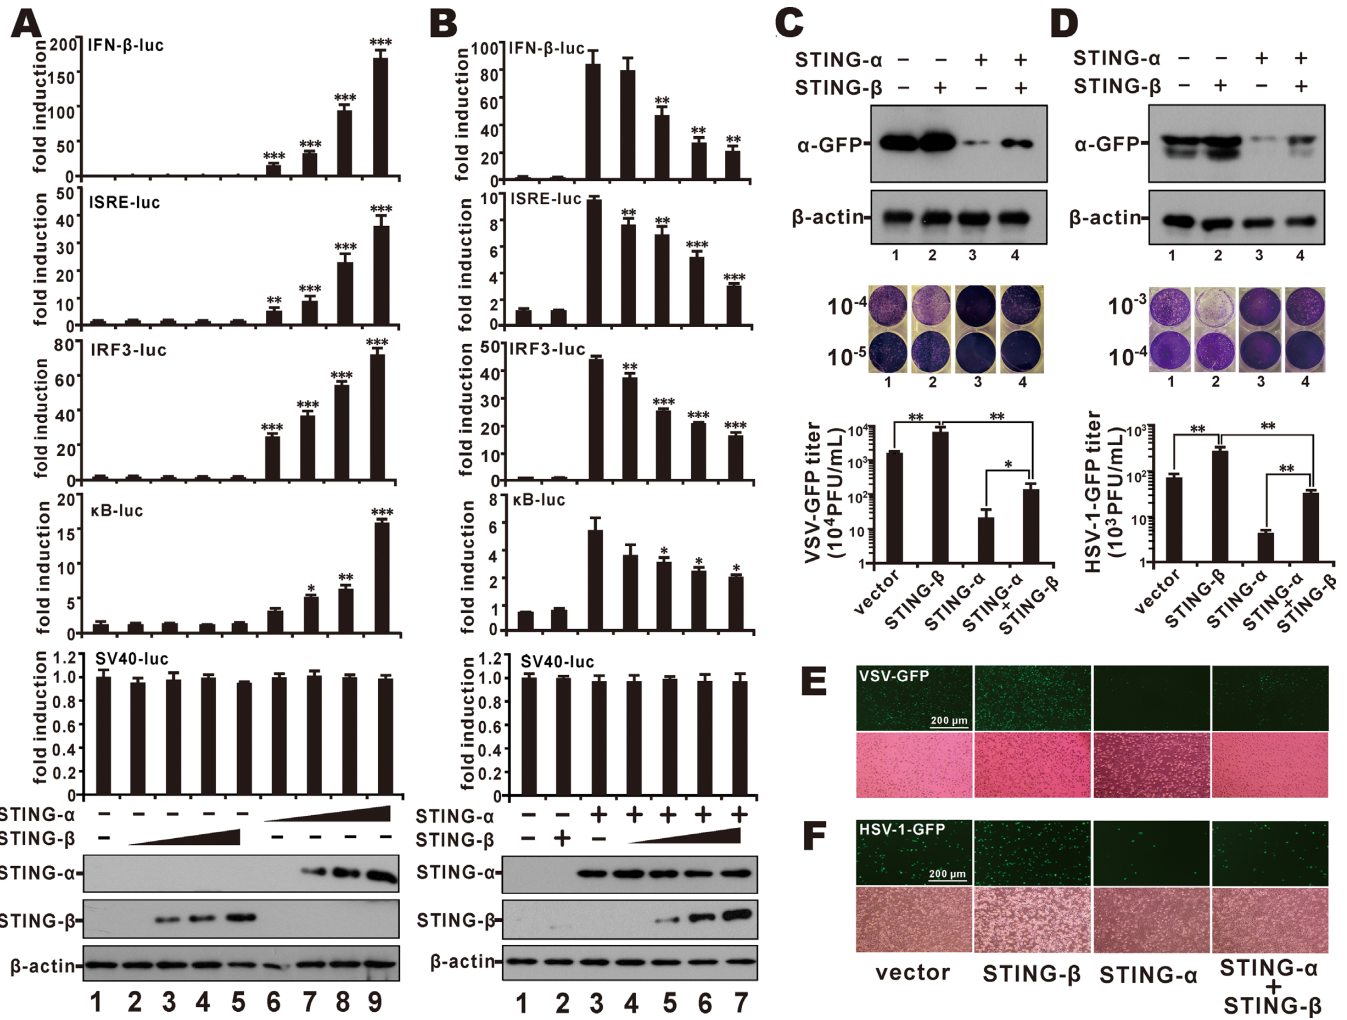 A
IFN-β-luc
fold induction
200
150
100
50
0
***
***
***
***
ISRE-luc
fold induction
50
40
30
20
10
0
**
***
***
***
IRF3-luc
fold induction
80
60
40
20
0
***
***
***
***
κB-luc
fold induction
20
15
10
5
0
*
**
***
SV40-luc
fold induction
1.2
1.0
0.8
0.6
0.4
0.2
0
STING-α − − − − −
STING-β − − − − −
STING-α
STING-β
β-actin
1 2 3 4 5 6 7 8 9
B
IFN-β-luc
fold induction
100
80
60
40
20
0
**
**
**
ISRE-luc
fold induction
10
8
6
4
2
0
**
**
***
***
IRF3-luc
fold induction
50
40
30
20
10
0
**
***
***
***
κB-luc
fold induction
8
6
4
2
1
0
*
*
*
SV40-luc
fold induction
1.2
1.0
0.8
0.6
0.4
0.2
0
STING-α − − + + + + +
STING-β − + −
STING-α
STING-β
β-actin
1 2 3 4 5 6 7
C
STING-α − − + +
STING-β − + − +
α-GFP
β-actin
1 2 3 4
10-4
10-5
1 2 3 4
VSV-GFP titer
(10⁴PFU/mL)
10⁴
10³
10²
10
1
** **
*
vector
STING-β
STING-α
STING-α
+
STING-β
D
STING-α − − + +
STING-β − + − +
α-GFP
β-actin
1 2 3 4
10-3
10-4
1 2 3 4
HSV-1-GFP titer
(10³PFU/mL)
10³
10²
10
1
** **
**
vector
STING-β
STING-α
STING-α
+
STING-β
E
VSV-GFP
200 μm
F
HSV-1-GFP
200 μm
vector STING-β STING-α STING-α
+
STING-β